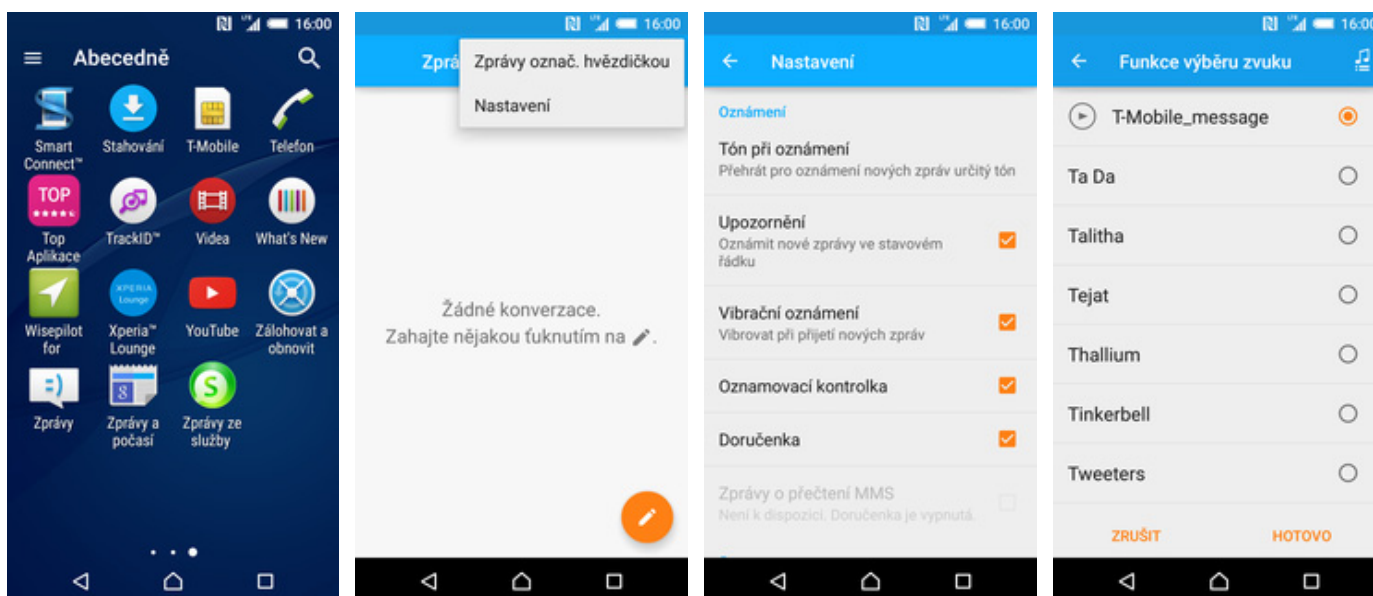 16:00
Abecedně
Smart
Connect™
Stahování
T-Mobile
Telefon
TOP
Top
Aplikace
TrackID™
Videa
What's New
XPERIA
Lounge
Wisepilot
for
Xperia™
Lounge
YouTube
Zálohovat a
obnovit
Zprávy
Zprávy a
počasí
Zprávy ze
služby
16:00
Zprá
Zprávy označ. hvězdičkou
Nastavení
Žádné konverzace.
Zahajte nějakou ťuknutím na .
16:00
Nastavení
Oznámení
Tón při oznámení
Přehrát pro oznámení nových zpráv určitý tón
Upozornění
Oznámit nové zprávy ve stavovém
řádku
Vibrační oznámení
Vibrovat při přijetí nových zpráv
Oznamovací kontrolka
Doručenka
Zprávy o přečtení MMS
Není k dispozici. Doručenka je vypnutá.
16:00
Funkce výběru zvuku
T-Mobile_message
Ta Da
Talitha
Tejat
Thallium
Tinkerbell
Tweeters
ZRUŠIT
HOTOVO